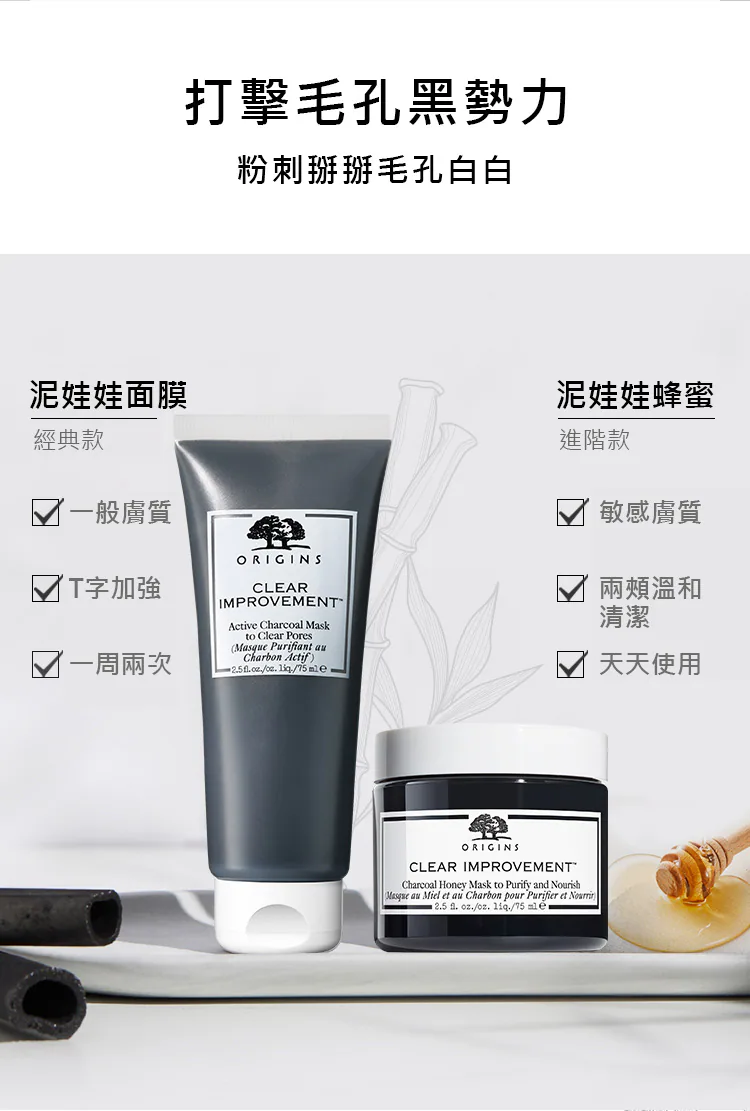 打擊毛孔黑勢力
粉刺掰掰毛孔白白
泥娃娃面膜
經典款
一般膚質
T字加強
一周兩次
泥娃娃蜂蜜
進階款
敏感膚質
兩頰溫和
清潔
天天使用
ORIGINS
CLEAR
IMPROVEMENT™
Active Charcoal Mask
to Clear Pores
(Masque Purifiant au
Charbon Actif)
2.5 fl. oz./oz. liq./75 ml e
ORIGINS
CLEAR IMPROVEMENT™
Charcoal Honey Mask to Purify and Nourish
(Masque au Miel et au Charbon pour Purifier et Nourrir)
2.5 fl. oz./oz. liq./75 ml e